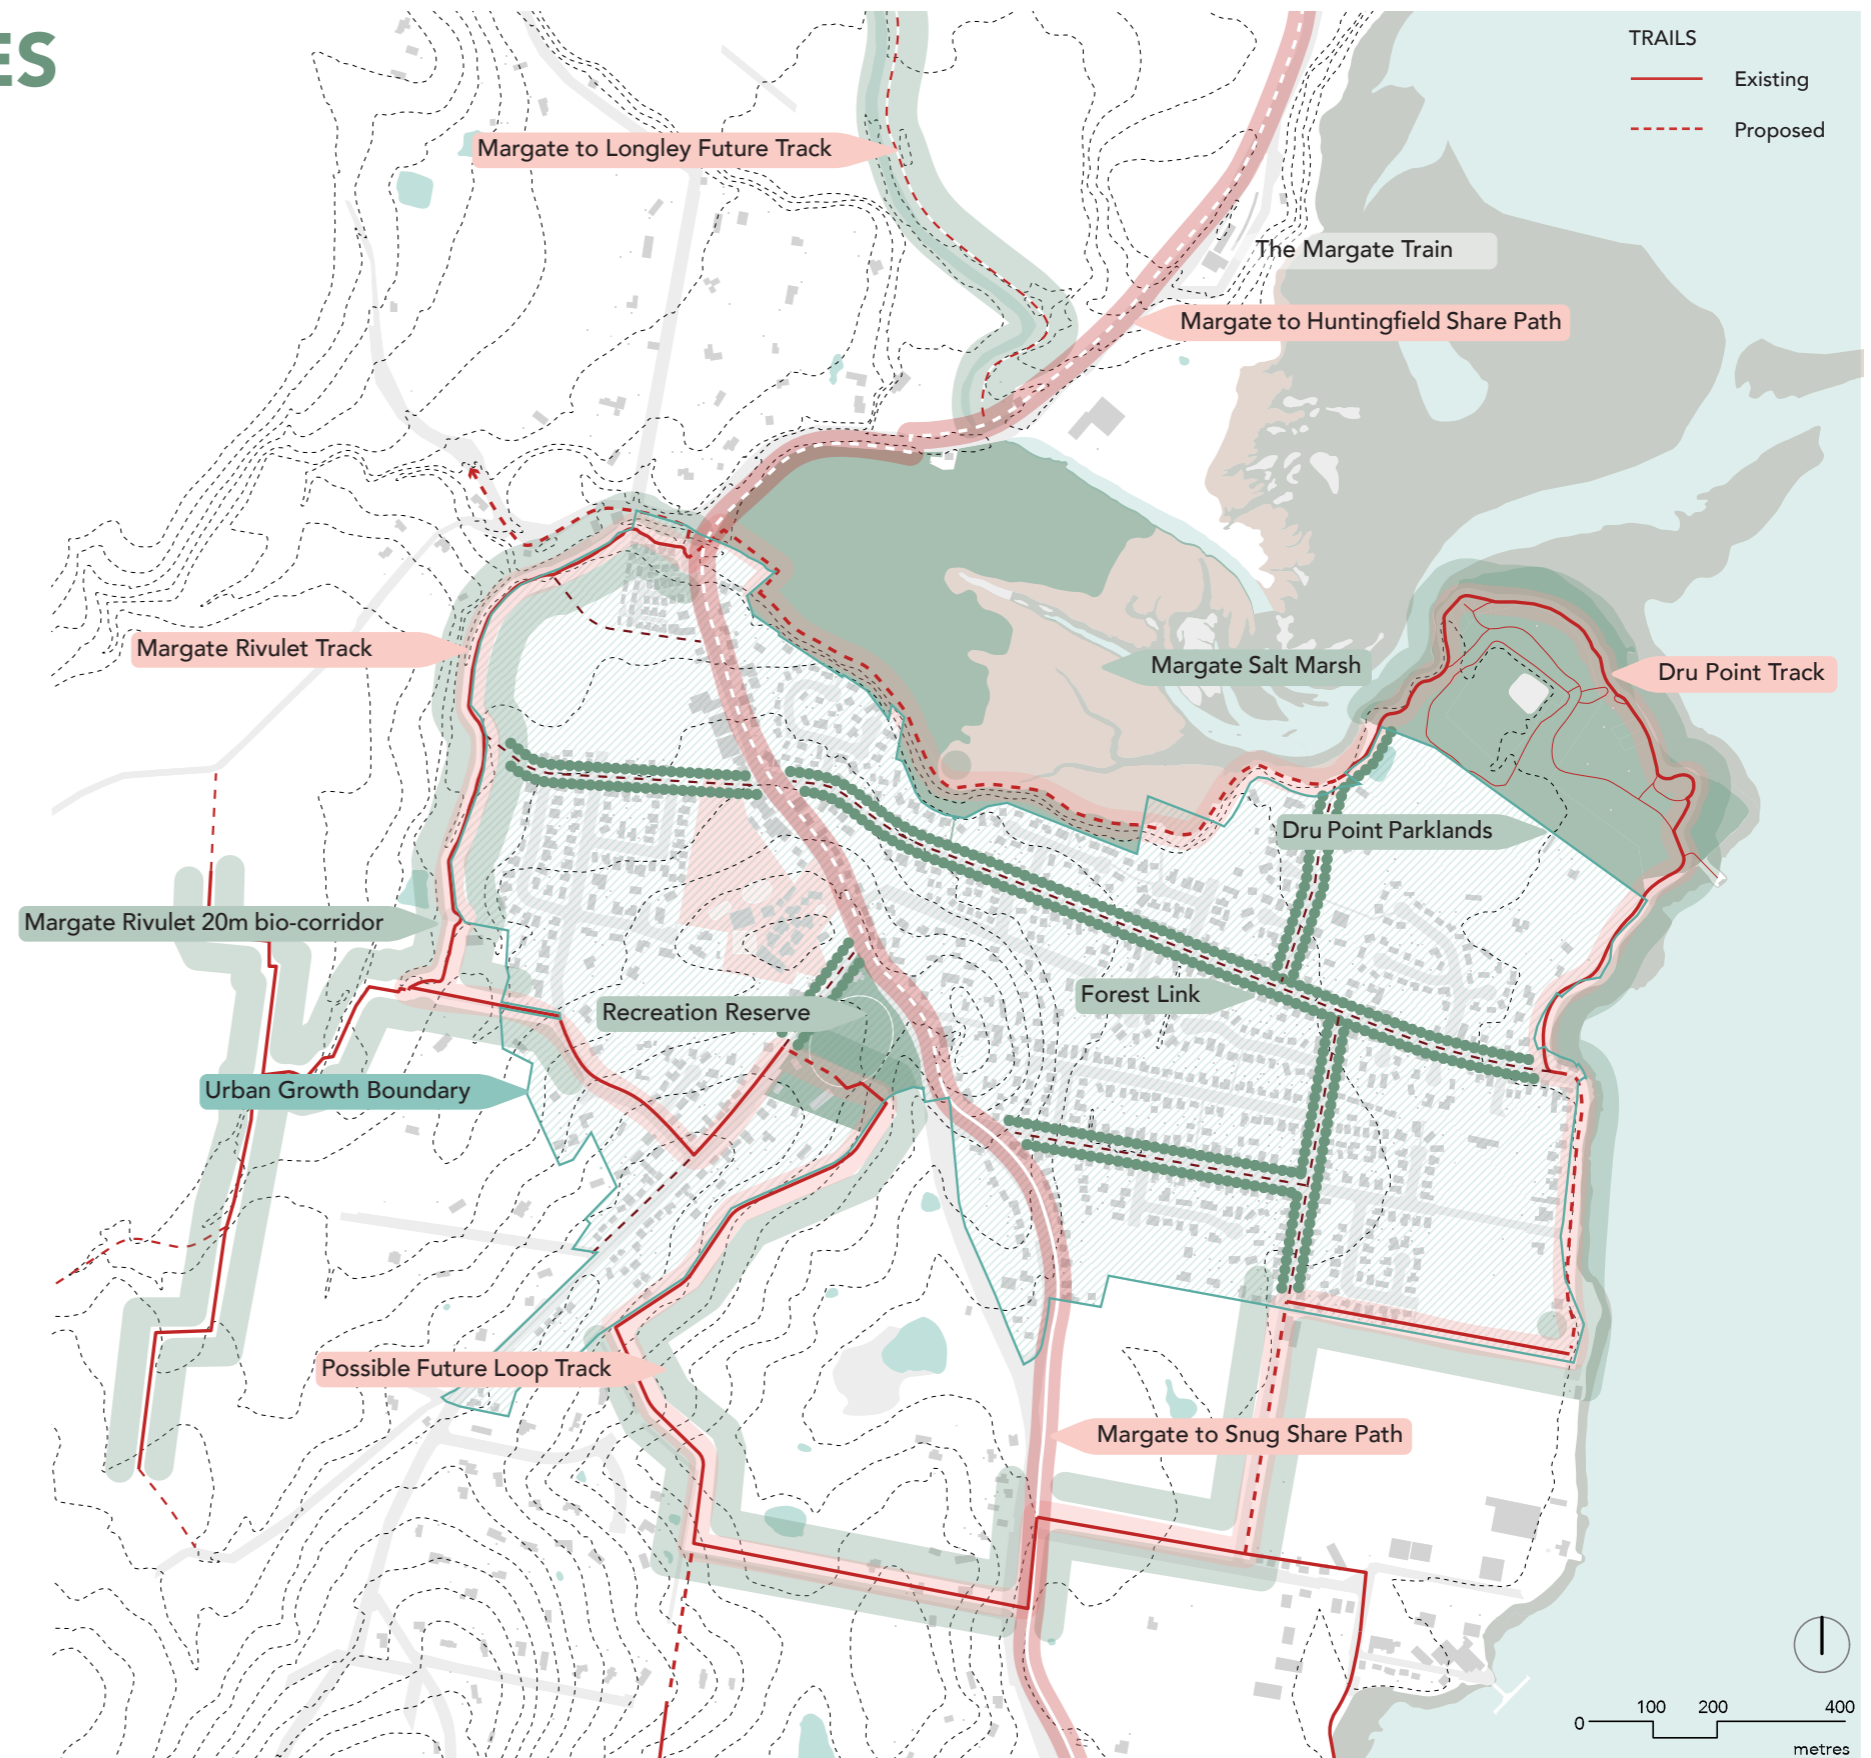 ES
TRAILS
Existing
Proposed
Margate to Longley Future Track
The Margate Train
Margate to Huntingfield Share Path
Margate Rivulet Track
Margate Salt Marsh
Dru Point Track
Dru Point Parklands
Margate Rivulet 20m bio-corridor
Forest Link
Recreation Reserve
Urban Growth Boundary
Possible Future Loop Track
Margate to Snug Share Path
0 100 200 400
metres